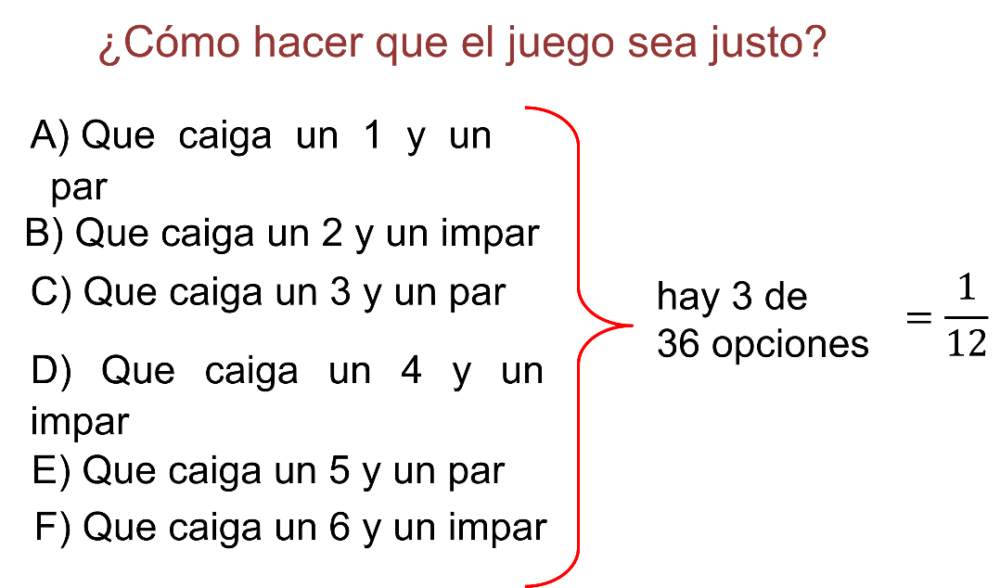 ¿Cómo hacer que el juego sea justo?
A) Que caiga un 1 y un
par
B) Que caiga un 2 y un impar
C) Que caiga un 3 y un par
D) Que caiga un 4 y un
impar
E) Que caiga un 5 y un par
F) Que caiga un 6 y un impar
hay 3 de
36 opciones
= 1/12